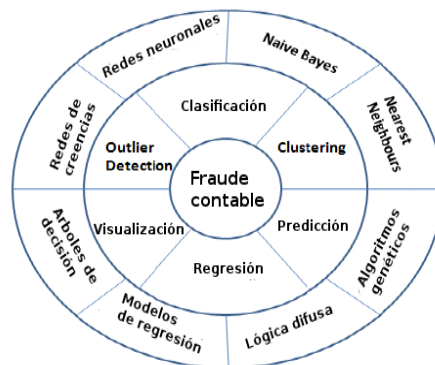 Redes neuronales
Naive Bayes
Nearest
Neighbours
Algoritmos
genéticos
Lógica difusa
Modelos
de regresión
Arboles de
decisión
Redes de
creencias
Clasificación
Clustering
Predicción
Regresión
Visualización
Outlier
Detection
Fraude
contable